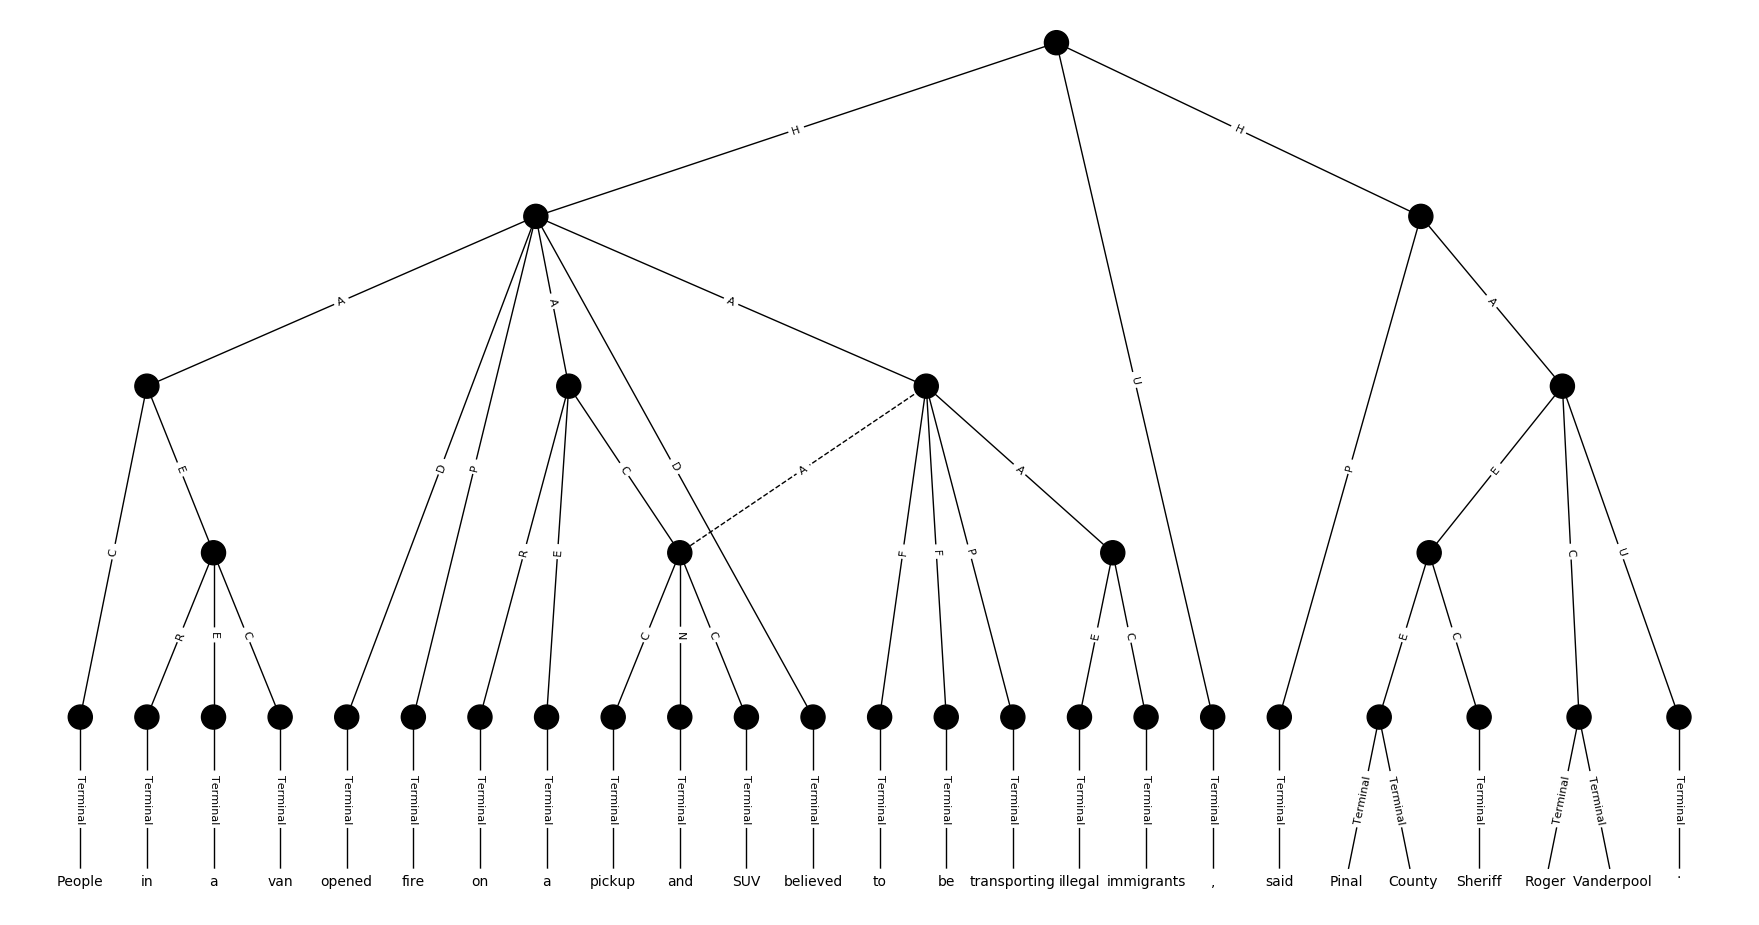 H H
U
A A A A
D P E C D A A P E
C R E F F P C U
R E C C N C E C E C
Terminal Terminal Terminal Terminal Terminal Terminal Terminal Terminal Terminal Terminal Terminal Terminal Terminal Terminal Terminal Terminal Terminal Terminal Terminal Terminal Terminal Terminal Terminal Terminal Terminal
People in a van opened fire on a pickup and SUV believed to be transporting illegal immigrants , said Pinal County Sheriff Roger Vanderpool .